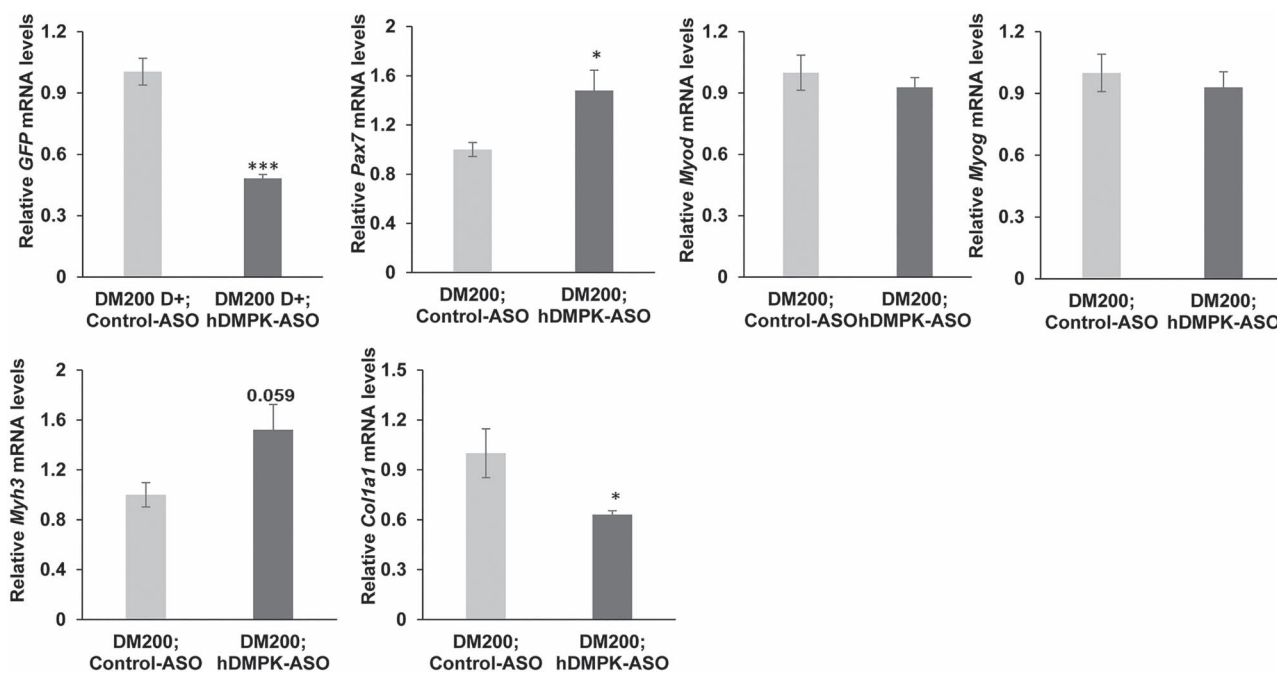 Relative GFP mRNA levels
1.2
0.9
0.6
0.3
0
***
DM200 D+;
Control-ASO
DM200 D+;
hDMPK-ASO
Relative Pax7 mRNA levels
2
1.6
1.2
0.8
0.4
0
*
DM200;
Control-ASO
DM200;
hDMPK-ASO
Relative Myod mRNA levels
1.2
0.9
0.6
0.3
0
DM200;
Control-ASO
DM200;
hDMPK-ASO
Relative Myog mRNA levels
1.2
0.9
0.6
0.3
0
DM200;
Control-ASO
DM200;
hDMPK-ASO
Relative Myh3 mRNA levels
2
1.6
1.2
0.8
0.4
0
0.059
DM200;
Control-ASO
DM200;
hDMPK-ASO
Relative Col1a1 mRNA levels
1.5
1.2
0.9
0.6
0.3
0
*
DM200;
Control-ASO
DM200;
hDMPK-ASO